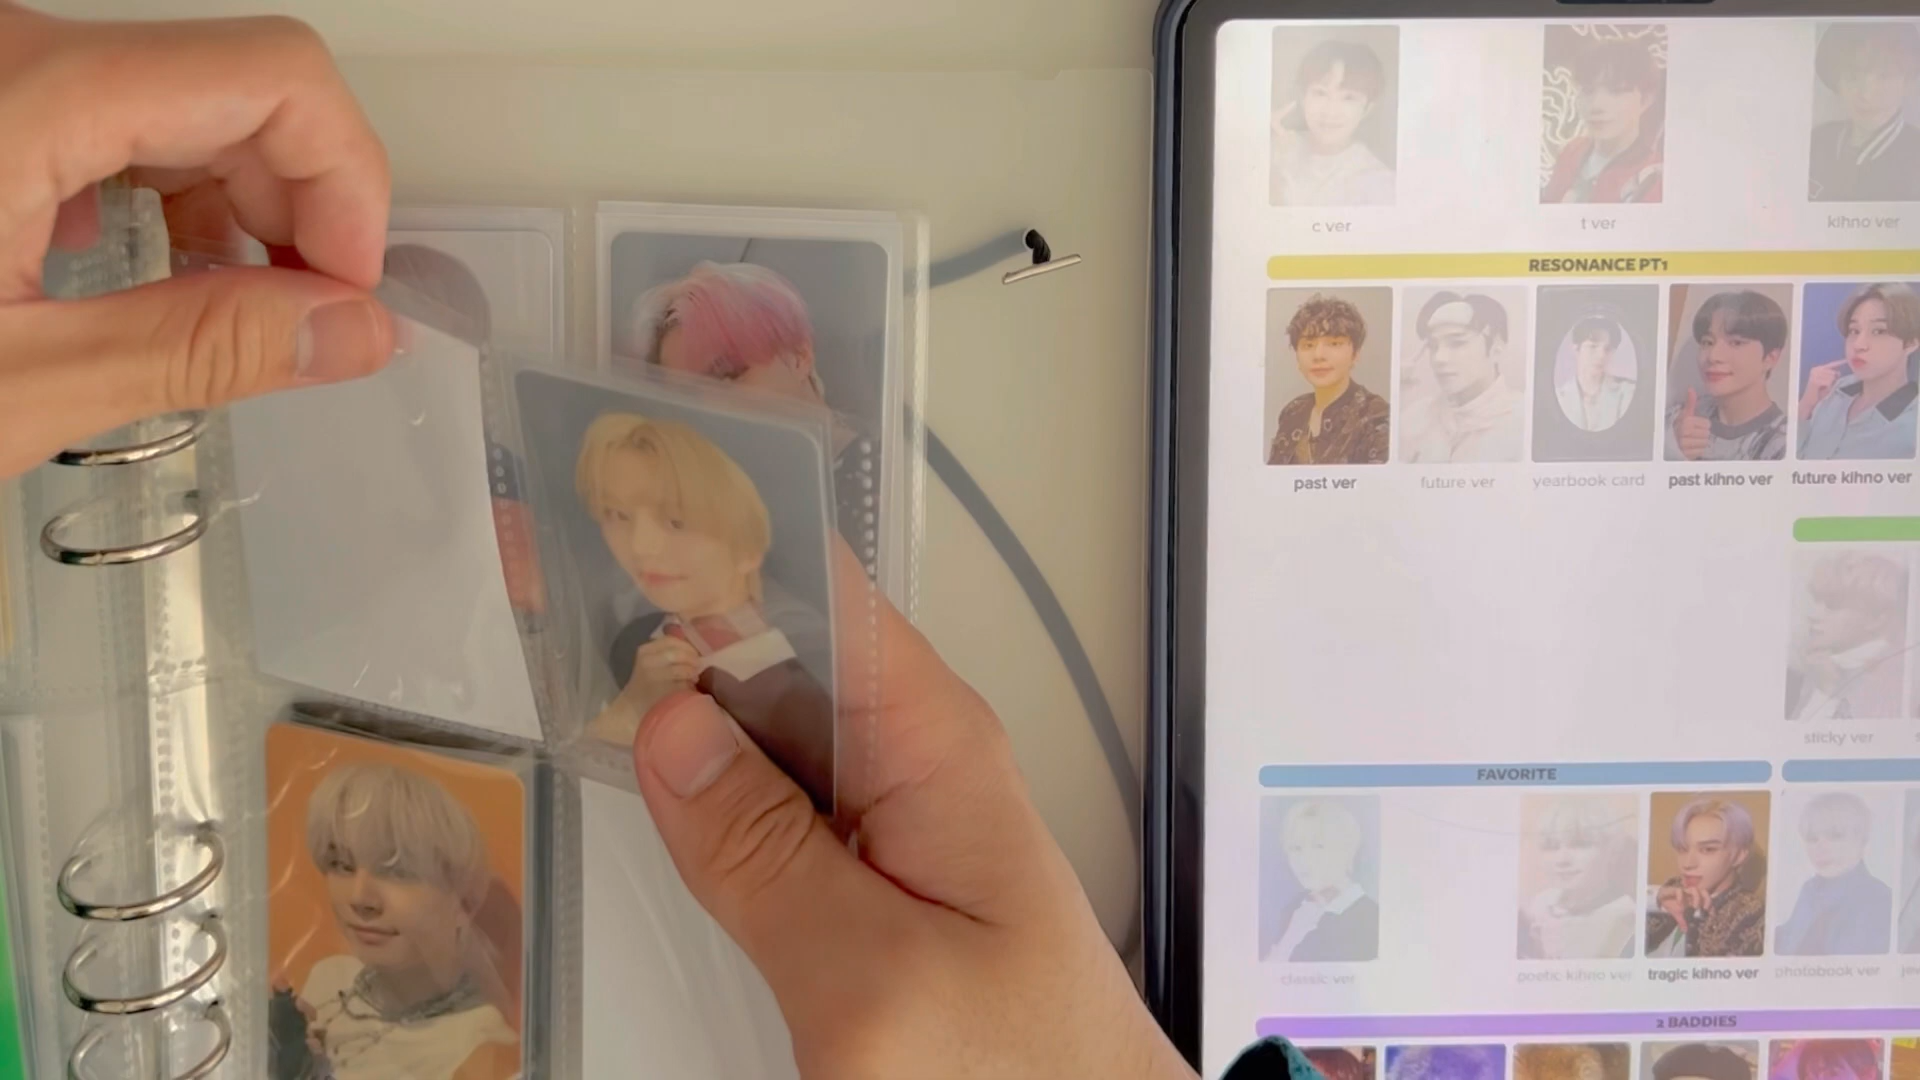 c ver
t ver
kihno ver
RESONANCE PT1
past ver
future ver
yearbook card
past kihno ver
future kihno ver
sticky ver
FAVORITE
classic ver
poetic kihno ver
tragic kihno ver
photobook ver
2 BADDIES